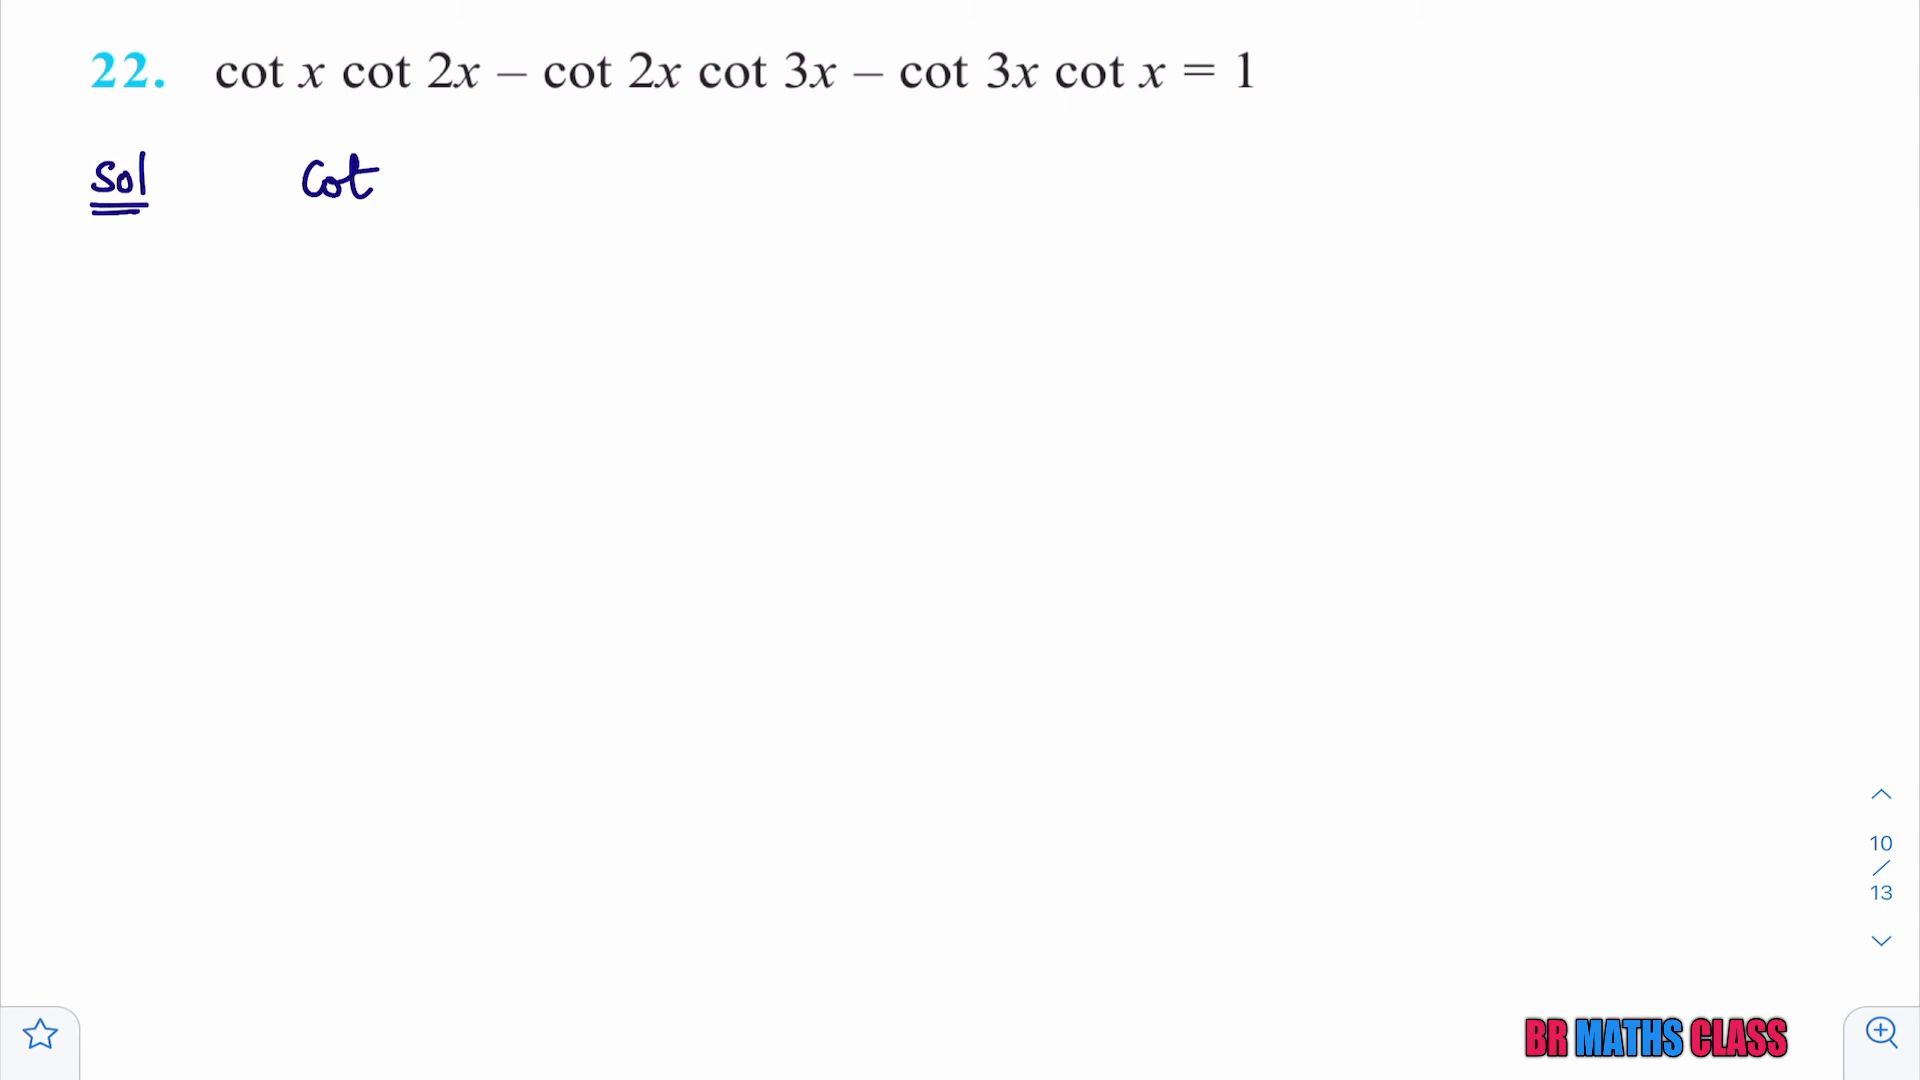 22. cot x cot 2x – cot 2x cot 3x – cot 3x cot x = 1
Sol Cot
10
/
13
BR MATHS CLASS